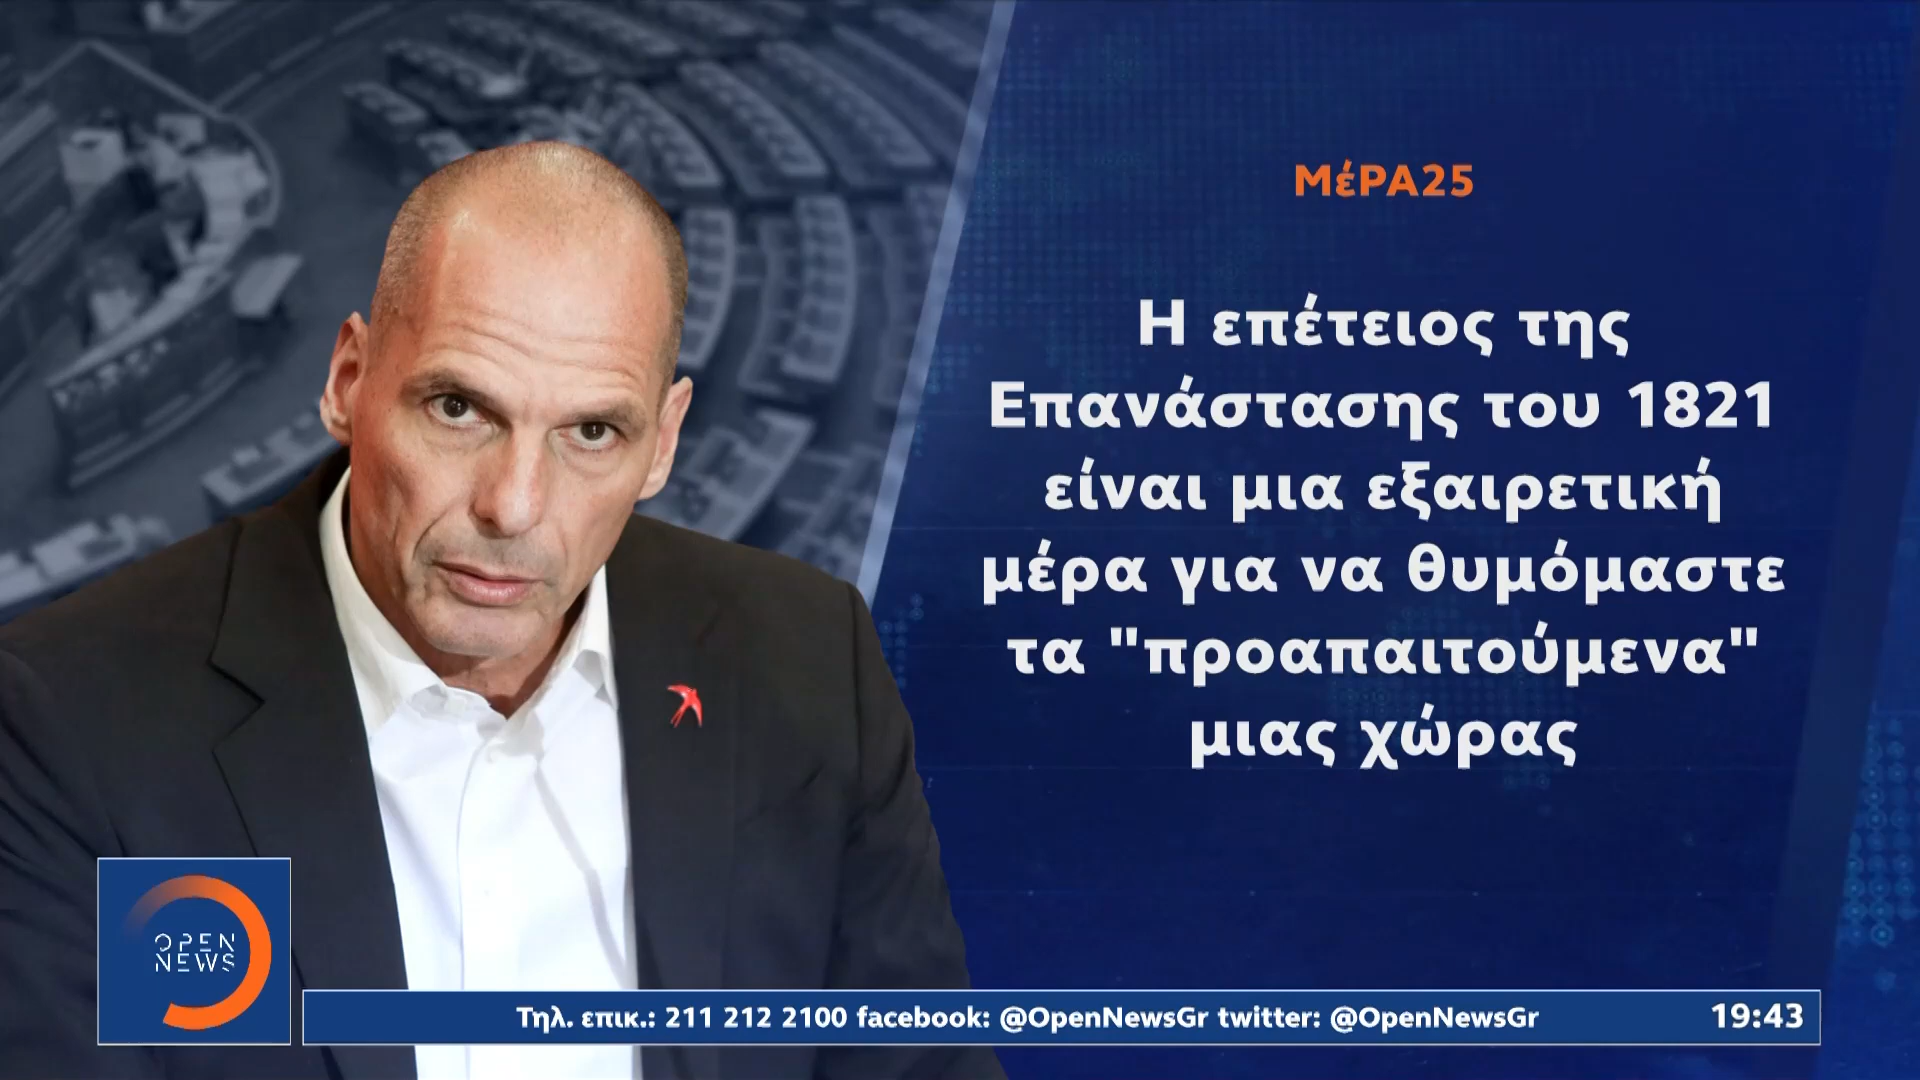 ΜέΡΑ25
Η επέτειος της
Επανάστασης του 1821
είναι μια εξαιρετική
μέρα για να θυμόμαστε
τα "προαπαιτούμενα"
μιας χώρας
OPEN
NEWS
Τηλ. επικ.: 211 212 2100 facebook: @OpenNewsGr twitter: @OpenNewsGr
19:43